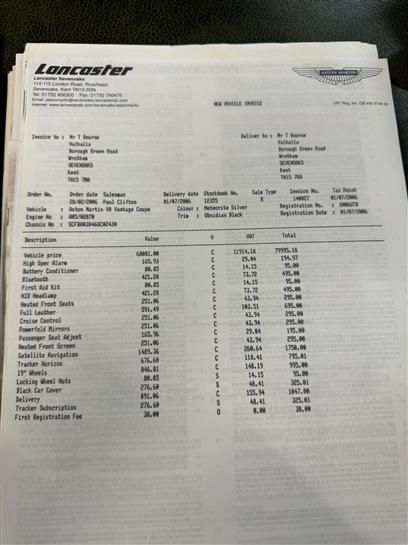 Lancaster
ASTON MARTIN
Lancaster Sevenoaks
114-115 London Road, Riverhead,
Sevenoaks, Kent TN13 2DN
Tel: 01732 456300 Fax: 01732 740475
NEW VEHICLE INVOICE
Invoice to : Mr T Bourne
Valhalla
Borough Green Road
Wrotham
SEVENOAKS
Kent
TN15 7RA
Deliver to : Mr T Bourne
Valhalla
Borough Green Road
Wrotham
SEVENOAKS
Kent
TN15 7RA
Order No. Order date Salesman Delivery date Stockbook No. Sale Type Invoice No. Tax Point
28/02/2006 Paul Clifton 01/07/2006 12355 R 140027 01/07/2006
Vehicle : Aston Martin V8 Vantage Coupe Colour : Meteorite Silver Registration No. :
Engine No : Trim : Obsidian Black Registration Date : 01/07/2006
Chassis No :
Description Value V VAT Total
Vehicle price 68081.00 C 11914.18 79995.18
High Spec Alarm 165.93 C 29.04 194.97
Battery Conditioner 80.85 C 14.15 95.00
Bluetooth 421.28 C 73.72 495.00
First Aid Kit 80.85 C 14.15 95.00
HID Headlamp 421.28 C 73.72 495.00
Heated Front Seats 251.06 C 43.94 295.00
Full Leather 591.49 C 103.51 695.00
Cruise Control 251.06 C 43.94 295.00
Powerfold Mirrors 251.06 C 43.94 295.00
Passenger Seat Adjust 165.96 C 29.04 195.00
Heated Front Screen 251.06 C 43.94 295.00
Satellite Navigation 1489.36 C 260.64 1750.00
Tracker Horizon 676.60 C 118.41 795.01
19" Wheels 846.81 C 148.19 995.00
Locking Wheel Nuts 80.85 S 14.15 95.00
Black Car Cover 276.60 S 48.41 325.01
Delivery 891.06 C 155.94 1047.00
Tracker Subscription 276.60 S 48.41 325.01
First Registration Fee 38.00 0 0.00 38.00